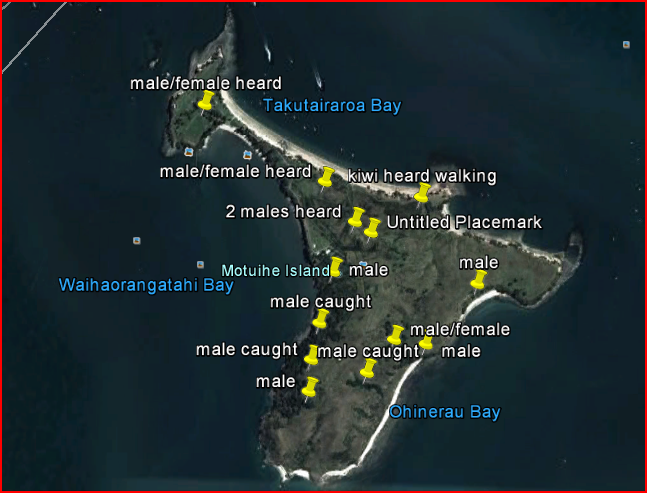 male/female heard
Takutairaroa Bay
male/female heard
kiwi heard walking
2 males heard
Untitled Placemark
Motuihe Island
male
male
Waihaorangatahi Bay
male caught
male/female
male caught
male caught
male
male
Ohinerau Bay